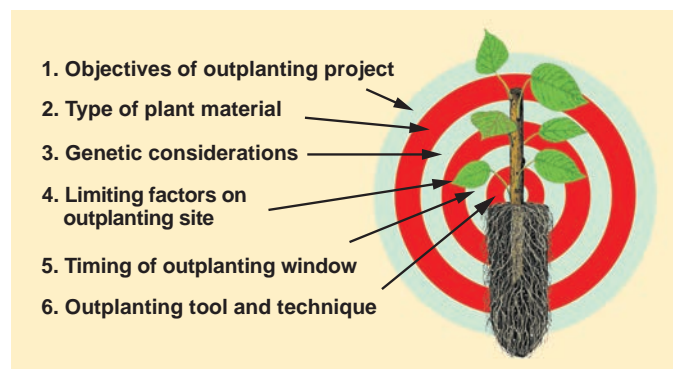 1. Objectives of outplanting project
2. Type of plant material
3. Genetic considerations
4. Limiting factors on
outplanting site
5. Timing of outplanting window
6. Outplanting tool and technique